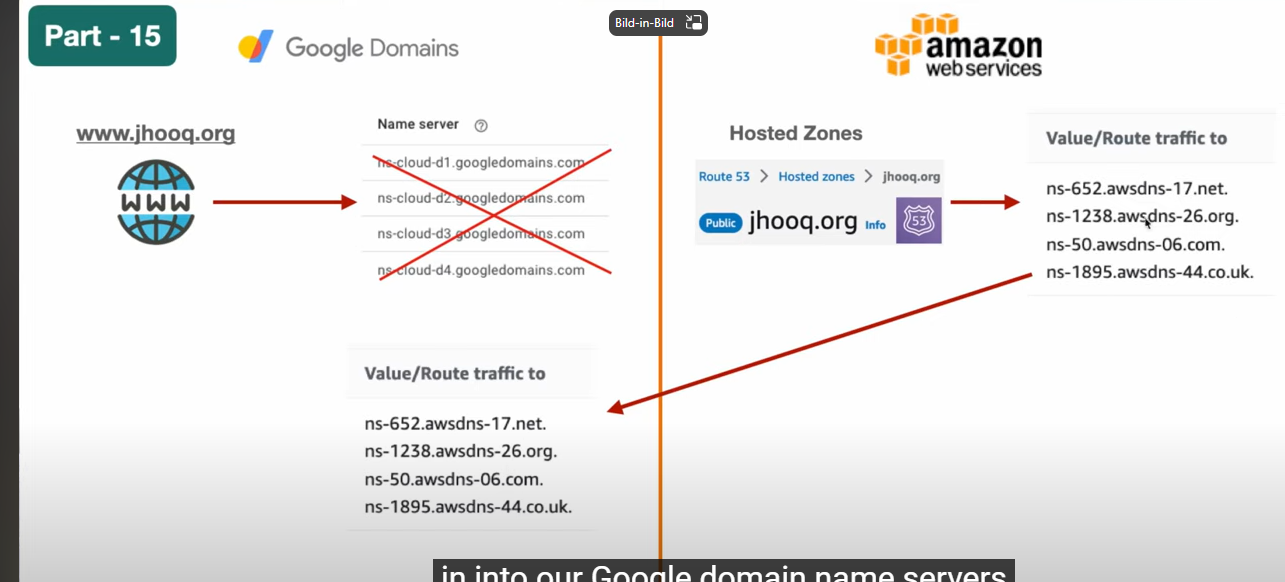 Part - 15
Google Domains
Bild-in-Bild
amazon
web services
www.jhooq.org
WWW
Name server
ns-cloud-d1.googledomains.com
ns-cloud-d2.googledomains.com
ns-cloud-d3.googledomains.com
ns-cloud-d4.googledomains.com
Hosted Zones
Route 53 > Hosted zones > jhooq.org
Public jhooq.org Info
53
Value/Route traffic to
ns-652.awsdns-17.net.
ns-1238.awsdns-26.org.
ns-50.awsdns-06.com.
ns-1895.awsdns-44.co.uk.
Value/Route traffic to
ns-652.awsdns-17.net.
ns-1238.awsdns-26.org.
ns-50.awsdns-06.com.
ns-1895.awsdns-44.co.uk.
in into our Google domain name servers